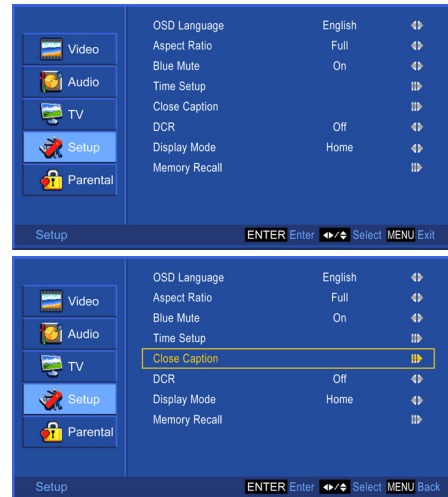 OSD Language English
Video Aspect Ratio Full
Blue Mute On
Audio Time Setup
TV Close Caption
DCR Off
Setup Display Mode Home
Parental Memory Recall
Setup ENTER Enter / Select MENU Exit
OSD Language English
Video Aspect Ratio Full
Blue Mute On
Audio Time Setup
TV Close Caption
DCR Off
Setup Display Mode Home
Parental Memory Recall
Setup ENTER Enter / Select MENU Back